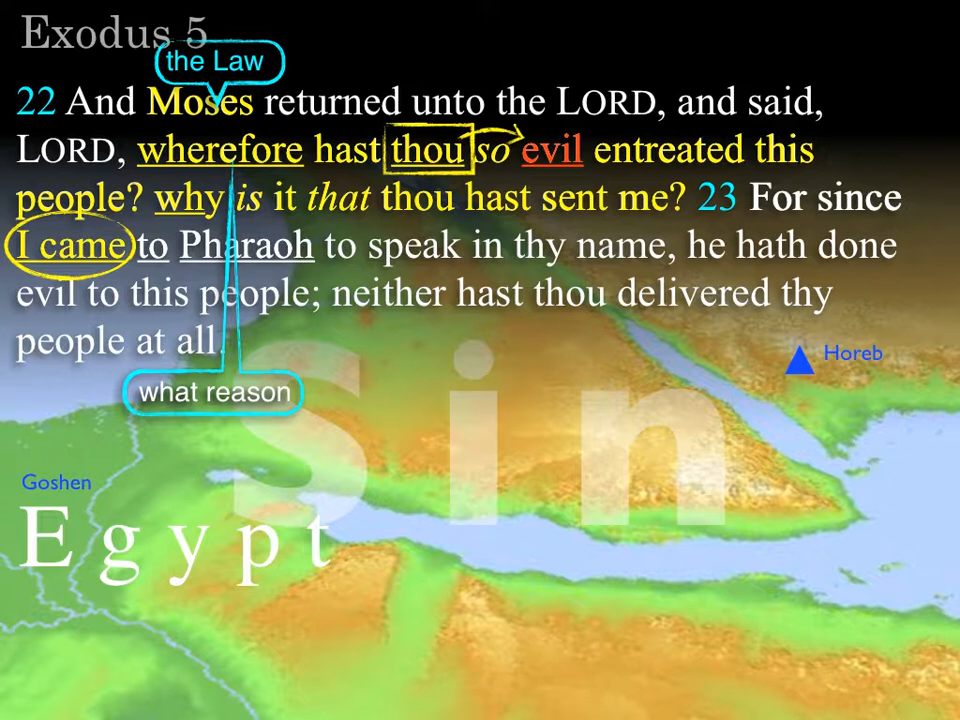 Exodus 5
the Law
22 And Moses returned unto the LORD, and said,
LORD, wherefore hast thou so evil entreated this
people? why is it that thou hast sent me? 23 For since
I came to Pharaoh to speak in thy name, he hath done
evil to this people; neither hast thou delivered thy
people at all.
Horeb
what reason
Sin
Goshen
Egypt